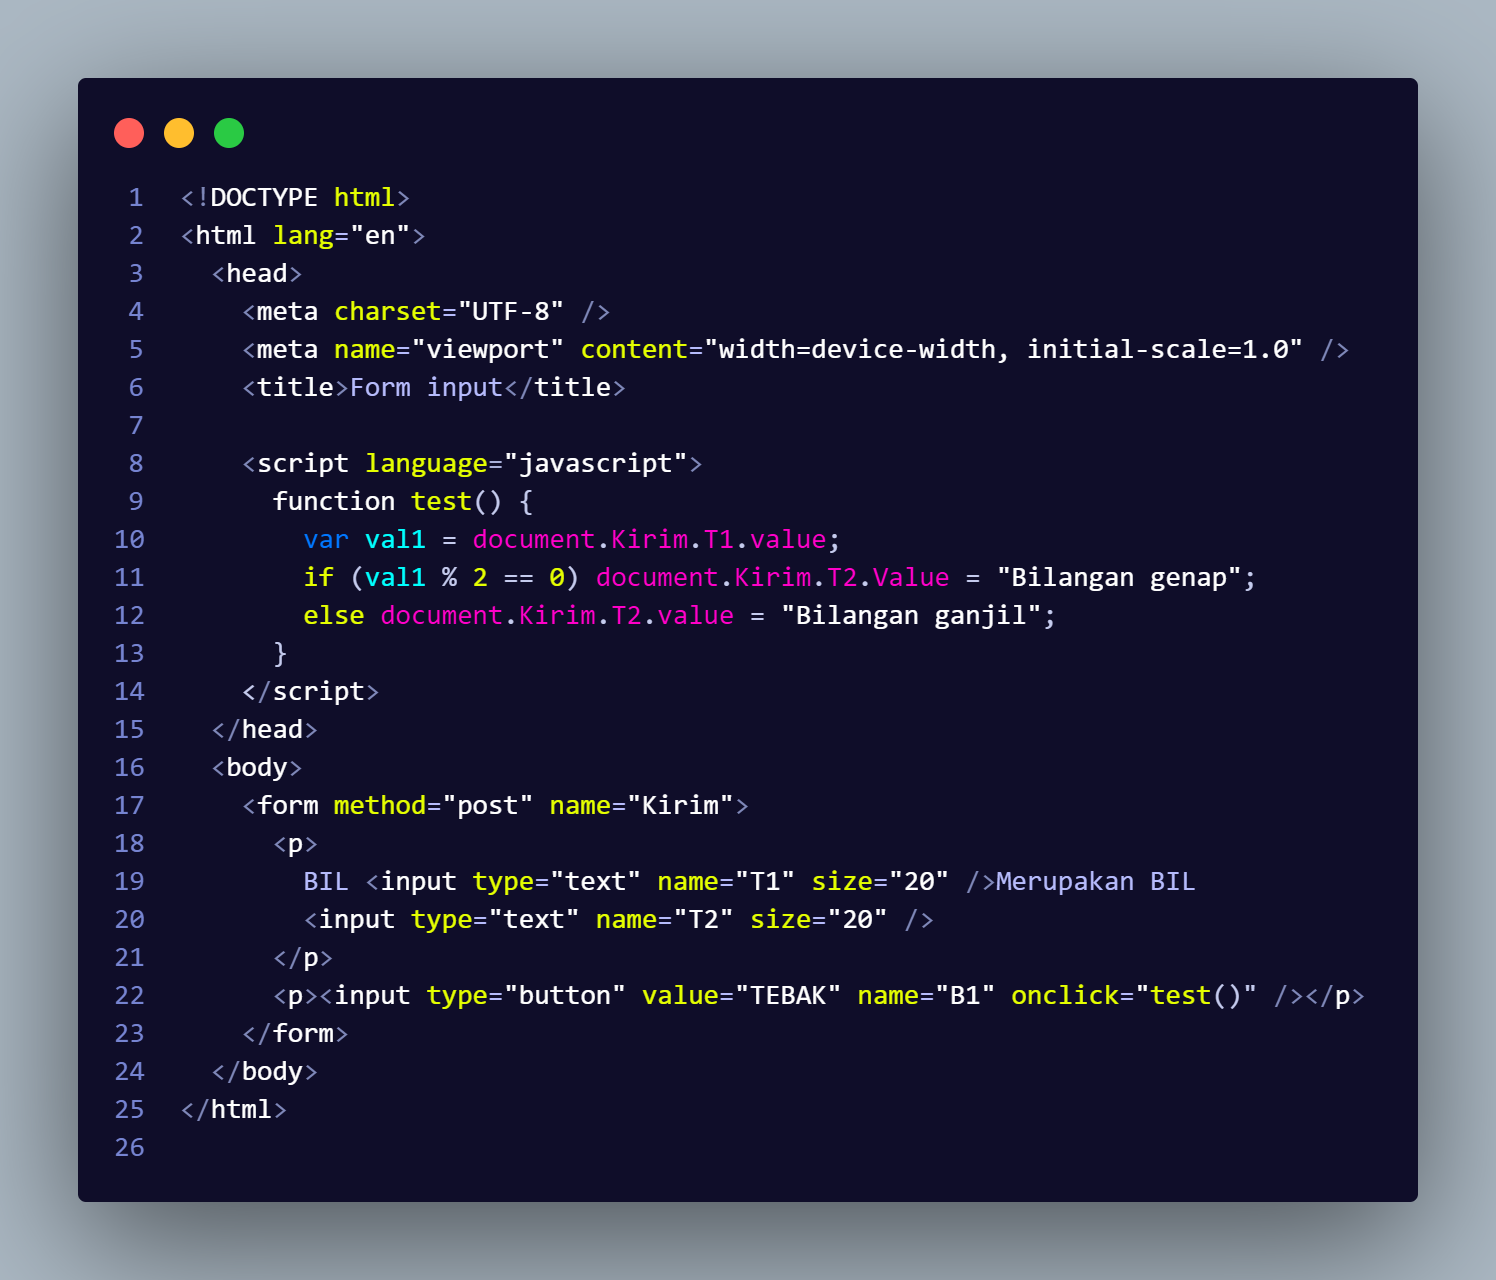 1 <!DOCTYPE html>
2 <html lang="en">
3   <head>
4     <meta charset="UTF-8" />
5     <meta name="viewport" content="width=device-width, initial-scale=1.0" />
6     <title>Form input</title>
7
8     <script language="javascript">
9       function test() {
10         var val1 = document.Kirim.T1.value;
11         if (val1 % 2 == 0) document.Kirim.T2.Value = "Bilangan genap";
12         else document.Kirim.T2.value = "Bilangan ganjil";
13       }
14     </script>
15   </head>
16   <body>
17     <form method="post" name="Kirim">
18       <p>
19         BIL <input type="text" name="T1" size="20" />Merupakan BIL
20         <input type="text" name="T2" size="20" />
21       </p>
22       <p><input type="button" value="TEBAK" name="B1" onclick="test()" /></p>
23     </form>
24   </body>
25 </html>
26